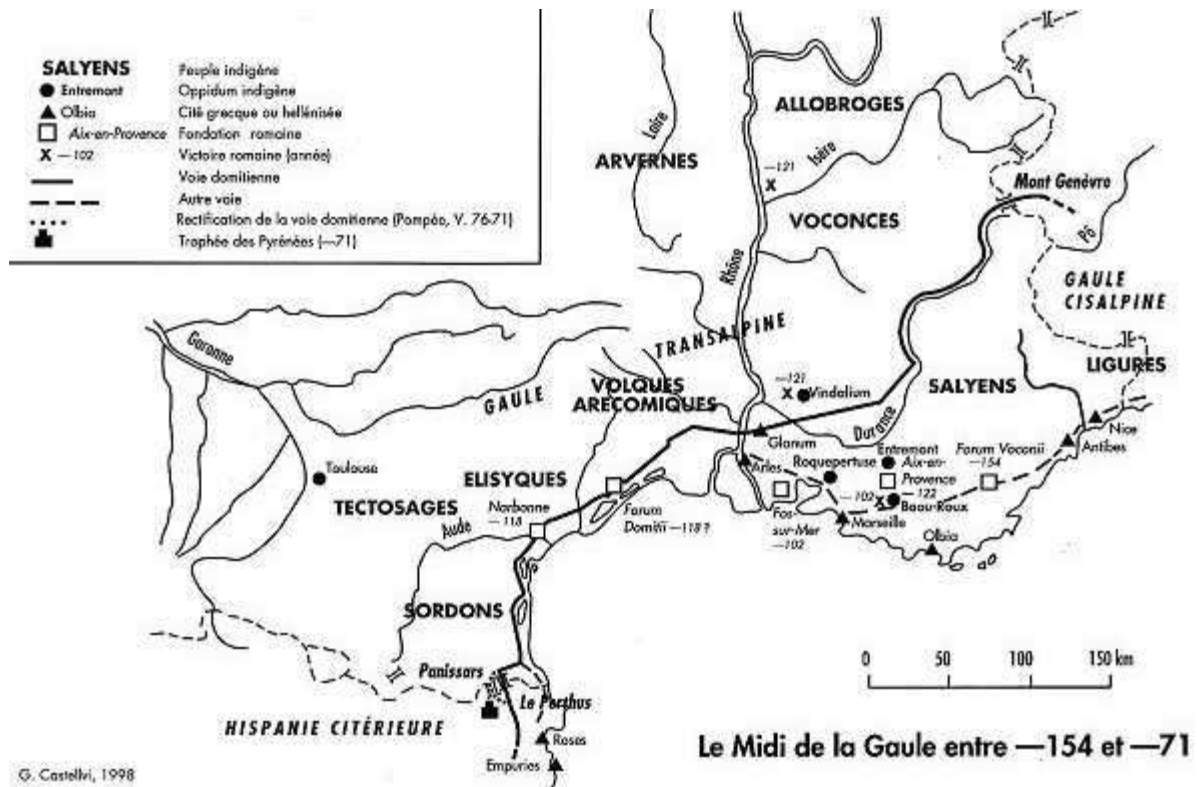 SALYENS Peuple indigène
Entremont Oppidum indigène
Olbia Cité grecque ou hellénisée
Aix-en-Provence Fondation romaine
X —102 Victoire romaine (année)
Voie domitienne
Autre voie
Rectification de la voie domitienne (Pompée, V. 76-71)
Trophée des Pyrénées (—71)
ALLOBROGES
Loire
Isère
ARVERNES
—121
X
Mont Genèvre
VOCONCES
Pô
Rhône
GAULE
CISALPINE
TRANSALPINE
Garonne
LIGURES
—121
X Vindalium
SALYENS
VOLQUES
ARECOMIQUES
GAULE
Nice
Durance
Glanum
Antibes
Entremont
Forum Voconii
—154
Arles
Roquepertuse
Aix-en-
Provence
Toulouse
ELISYQUES
—102
X
—122
Baou-Roux
TECTOSAGES
Narbonne
—118
Forum
Domitii —118 ?
Fos-
sur-Mer
—102
Marseille
Aude
Olbia
SORDONS
0 50 100 150 km
Panissars
Le Perthus
HISPANIE CITÉRIEURE
Roses
Le Midi de la Gaule entre —154 et —71
Empuries
G. Castellvi, 1998